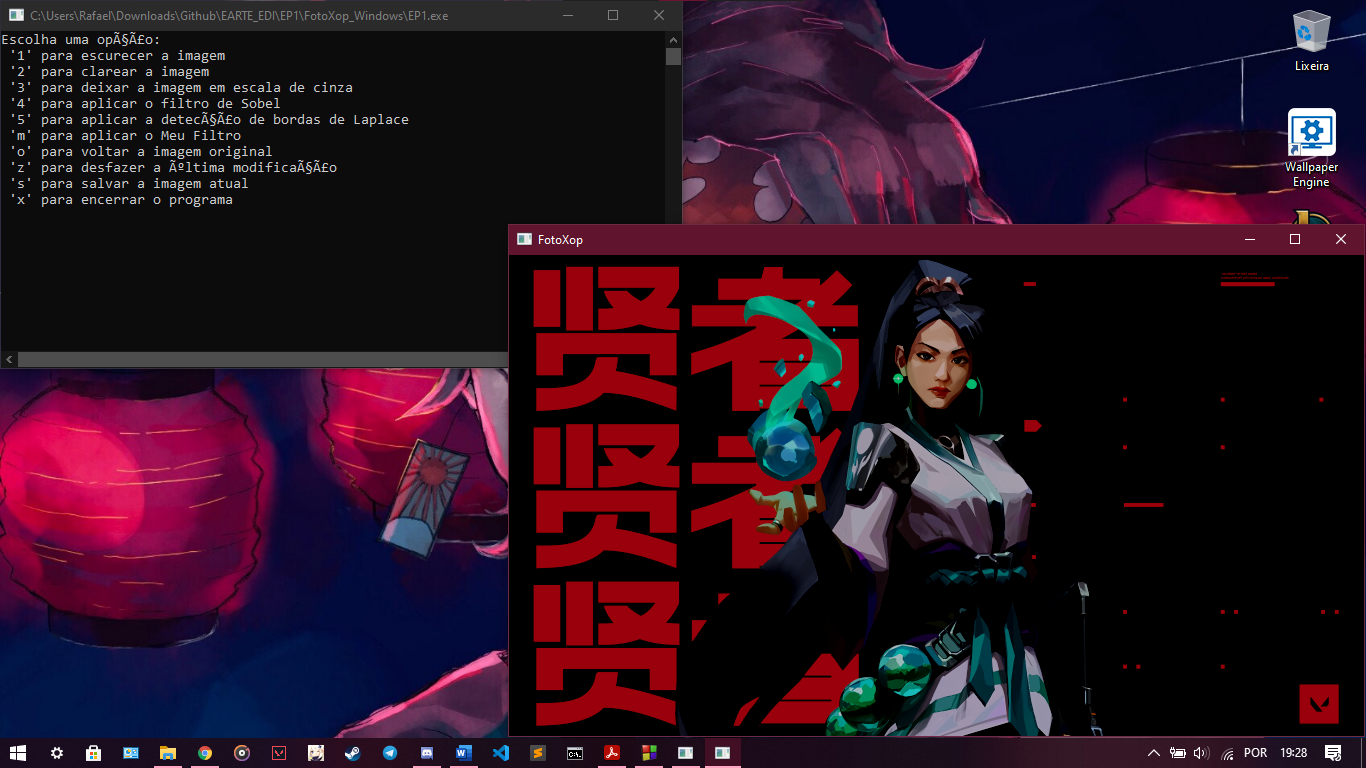 C:\Users\Rafael\Downloads\Github\EARTE_EDI\EP1\FotoXop_Windows\EP1.exe
Escolha uma opÃ§Ã£o:
'1' para escurecer a imagem
'2' para clarear a imagem
'3' para deixar a imagem em escala de cinza
'4' para aplicar o filtro de Sobel
'5' para aplicar a detecÃ§Ã£o de bordas de Laplace
'm' para aplicar o Meu Filtro
'o' para voltar a imagem original
'z' para desfazer a Ãºltima modificaÃ§Ã£o
's' para salvar a imagem atual
'x' para encerrar o programa
Lixeira
Wallpaper
Engine
FotoXop
贤者
贤者
贤者
POR
19:28